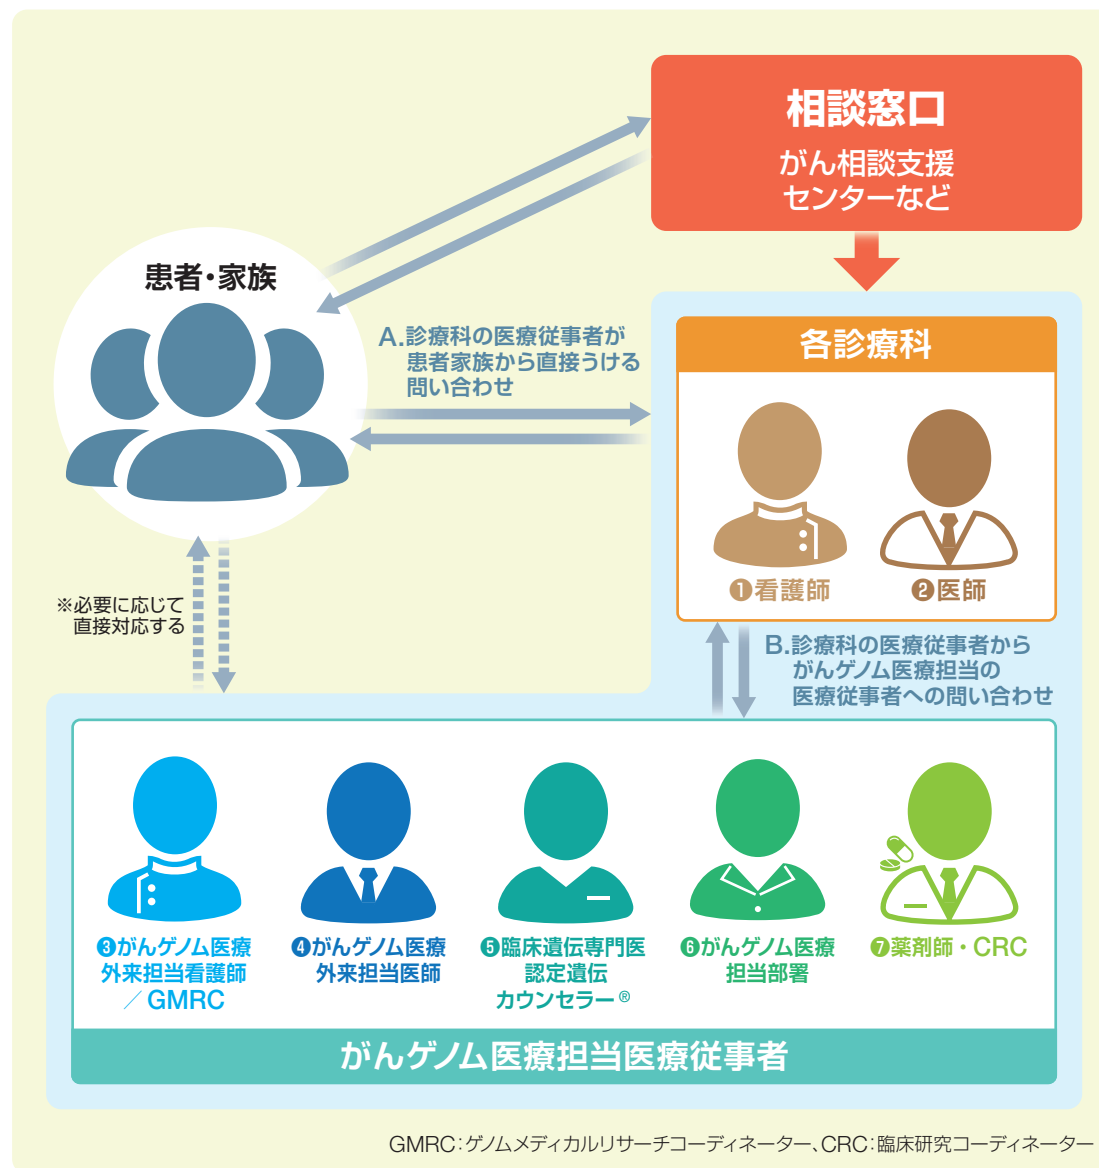 相談窓口
がん相談支援
センターなど
患者・家族
A.診療科の医療従事者が
患者家族から直接うける
問い合わせ
各診療科
❶看護師
❷医師
※必要に応じて
直接対応する
B.診療科の医療従事者から
がんゲノム医療担当の
医療従事者への問い合わせ
❸がんゲノム医療
外来担当看護師
／GMRC
❹がんゲノム医療
外来担当医師
❺臨床遺伝専門医
認定遺伝
カウンセラー®
❻がんゲノム医療
担当部署
❼薬剤師・CRC
がんゲノム医療担当医療従事者
GMRC：ゲノムメディカルリサーチコーディネーター、CRC：臨床研究コーディネーター